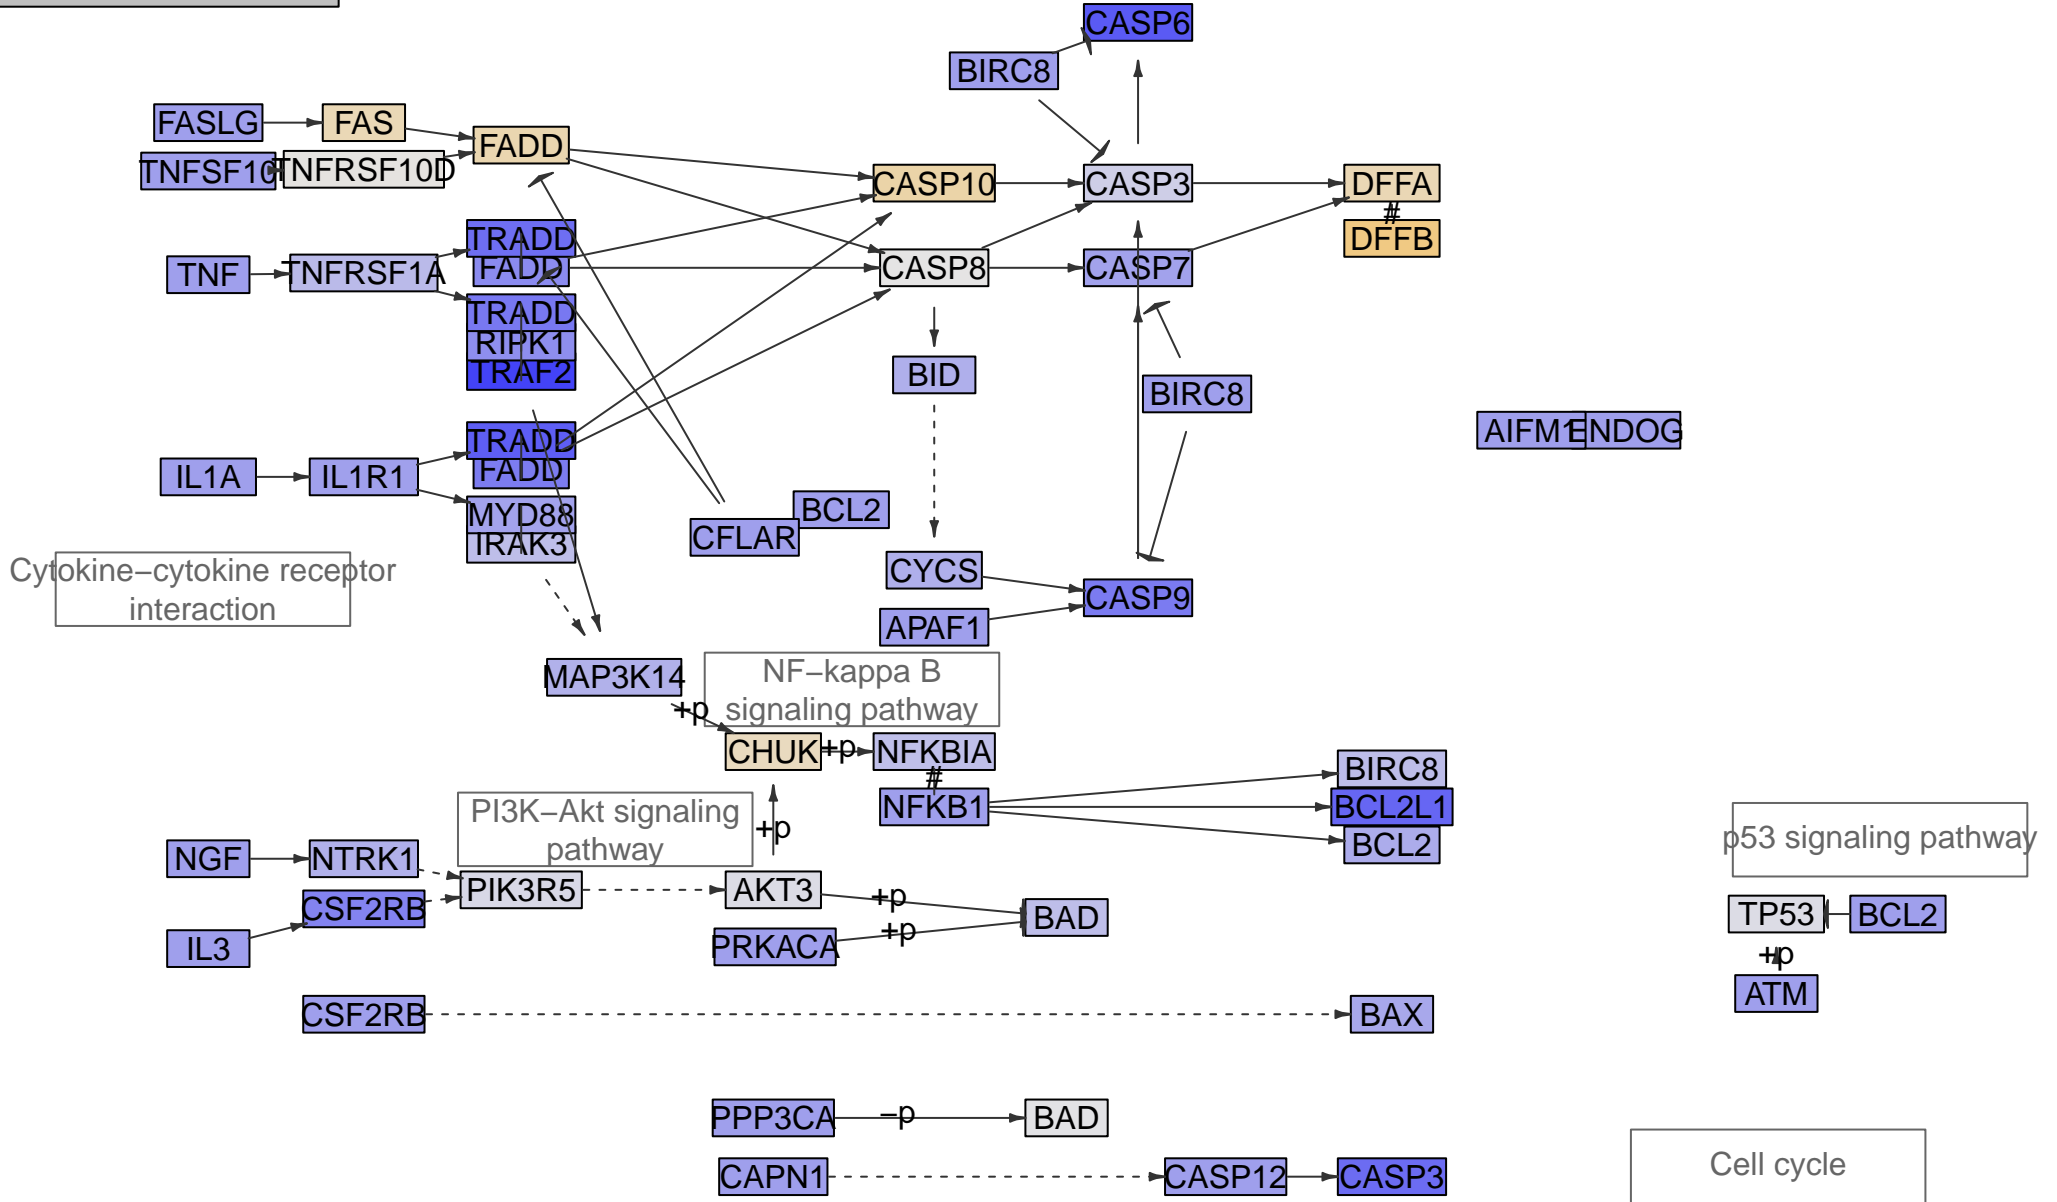 CASP6
BIRC8
FASLG
FAS
FADD
TNFSF10
TNFRSF10D
CASP10
CASP3
DFFA
#
DFFB
TRADD
FADD
TNF
TNFRSF1A
CASP8
CASP7
TRADD
RIPK1
TRAF2
BID
BIRC8
AIFM1
ENDOG
TRADD
FADD
IL1A
IL1R1
MYD88
IRAK3
BCL2
CFLAR
Cytokine–cytokine receptor
interaction
CYCS
CASP9
APAF1
MAP3K14
NF–kappa B
signaling pathway
+p
CHUK
+p
NFKBIA
#
NFKB1
BIRC8
BCL2L1
BCL2
PI3K–Akt signaling
pathway
+p
p53 signaling pathway
NGF
NTRK1
PIK3R5
AKT3
+p
CSF2RB
IL3
+p
PRKACA
BAD
TP53
BCL2
+p
ATM
CSF2RB
BAX
PPP3CA
–p
BAD
CAPN1
CASP12
CASP3
Cell cycle